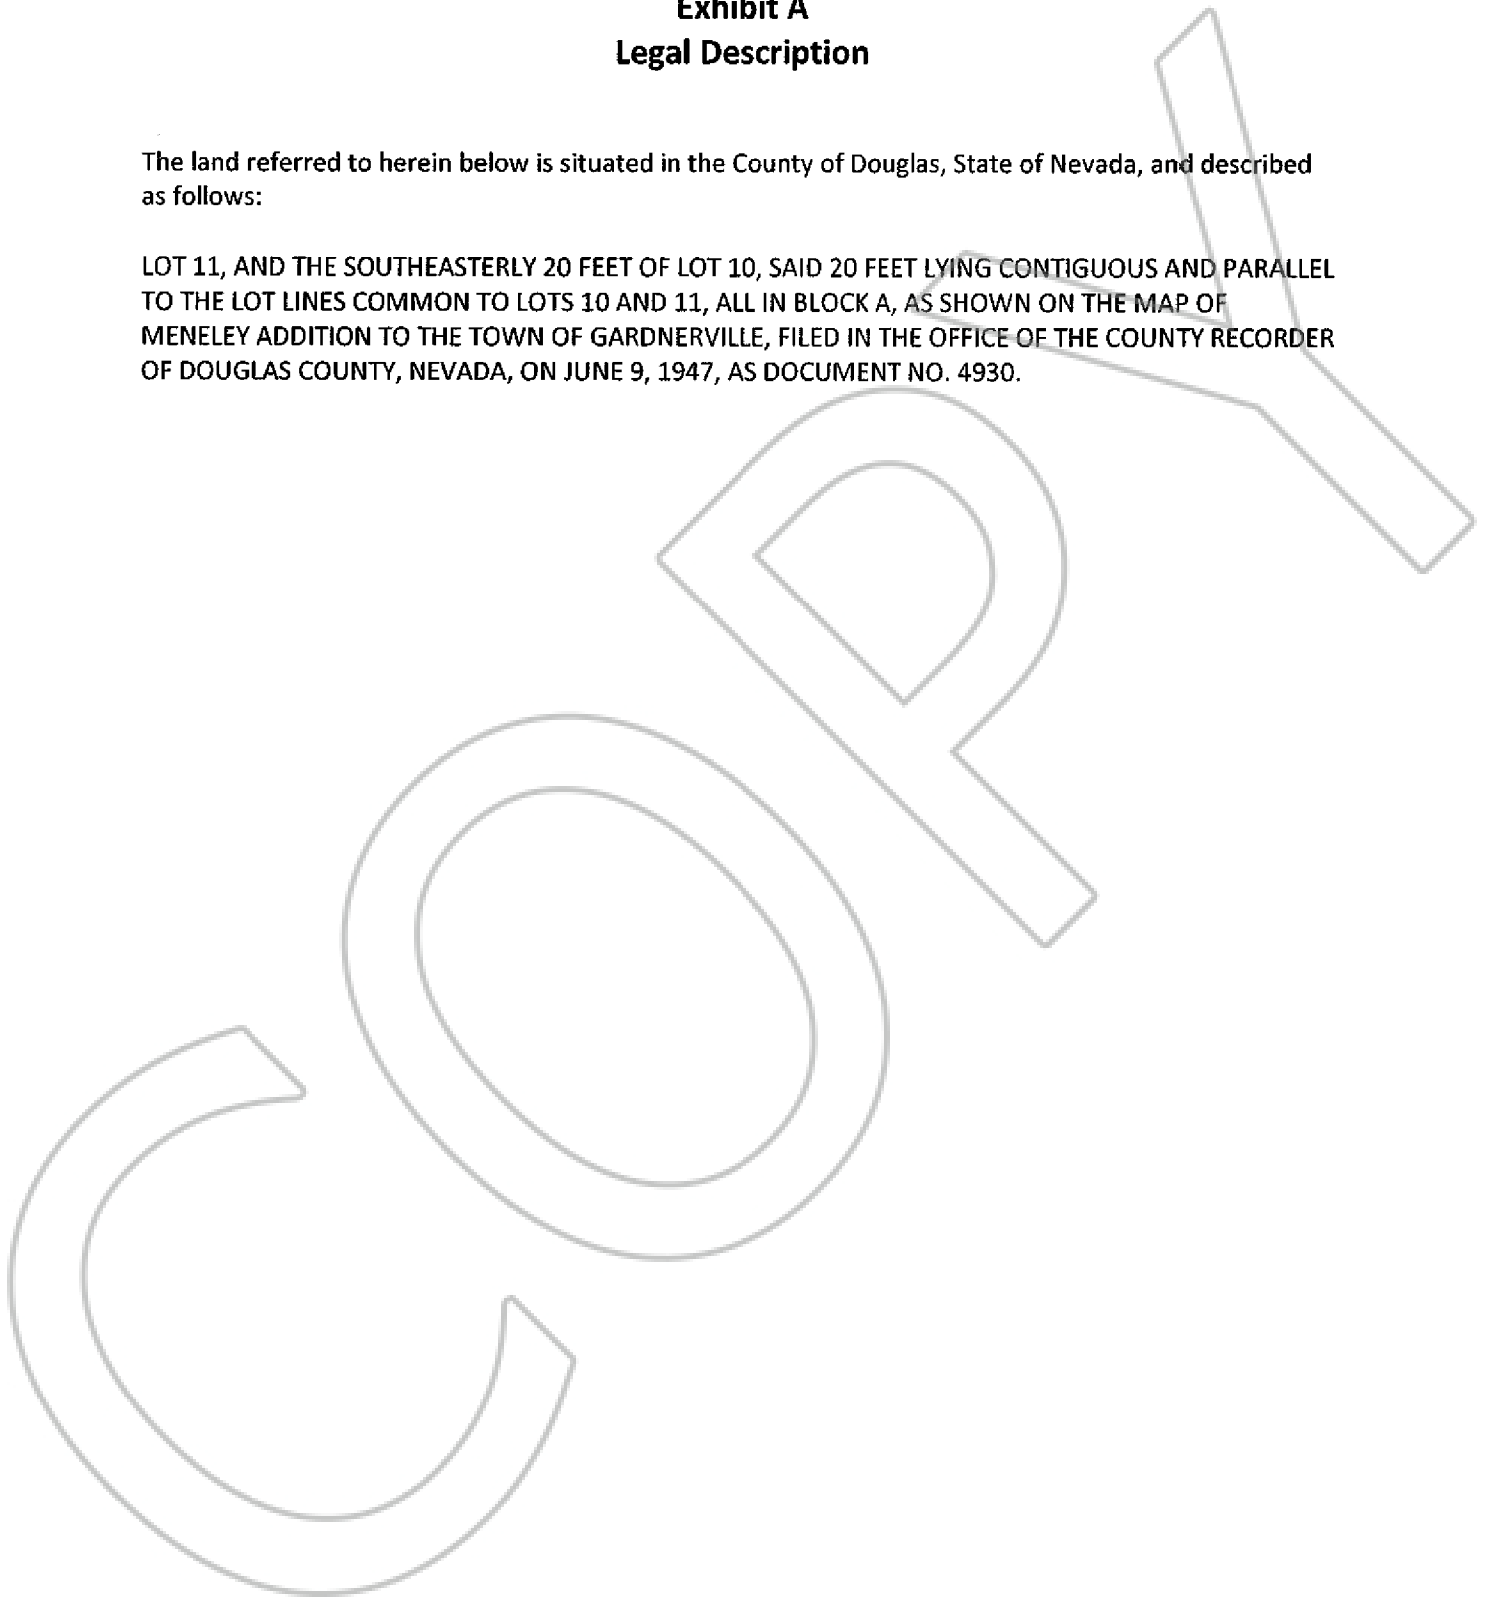 Exhibit A
Legal Description
The land referred to herein below is situated in the County of Douglas, State of Nevada, and described
as follows:
LOT 11, AND THE SOUTHEASTERLY 20 FEET OF LOT 10, SAID 20 FEET LYING CONTIGUOUS AND PARALLEL
TO THE LOT LINES COMMON TO LOTS 10 AND 11, ALL IN BLOCK A, AS SHOWN ON THE MAP OF
MENELEY ADDITION TO THE TOWN OF GARDNERVILLE, FILED IN THE OFFICE OF THE COUNTY RECORDER
OF DOUGLAS COUNTY, NEVADA, ON JUNE 9, 1947, AS DOCUMENT NO. 4930.
COPY